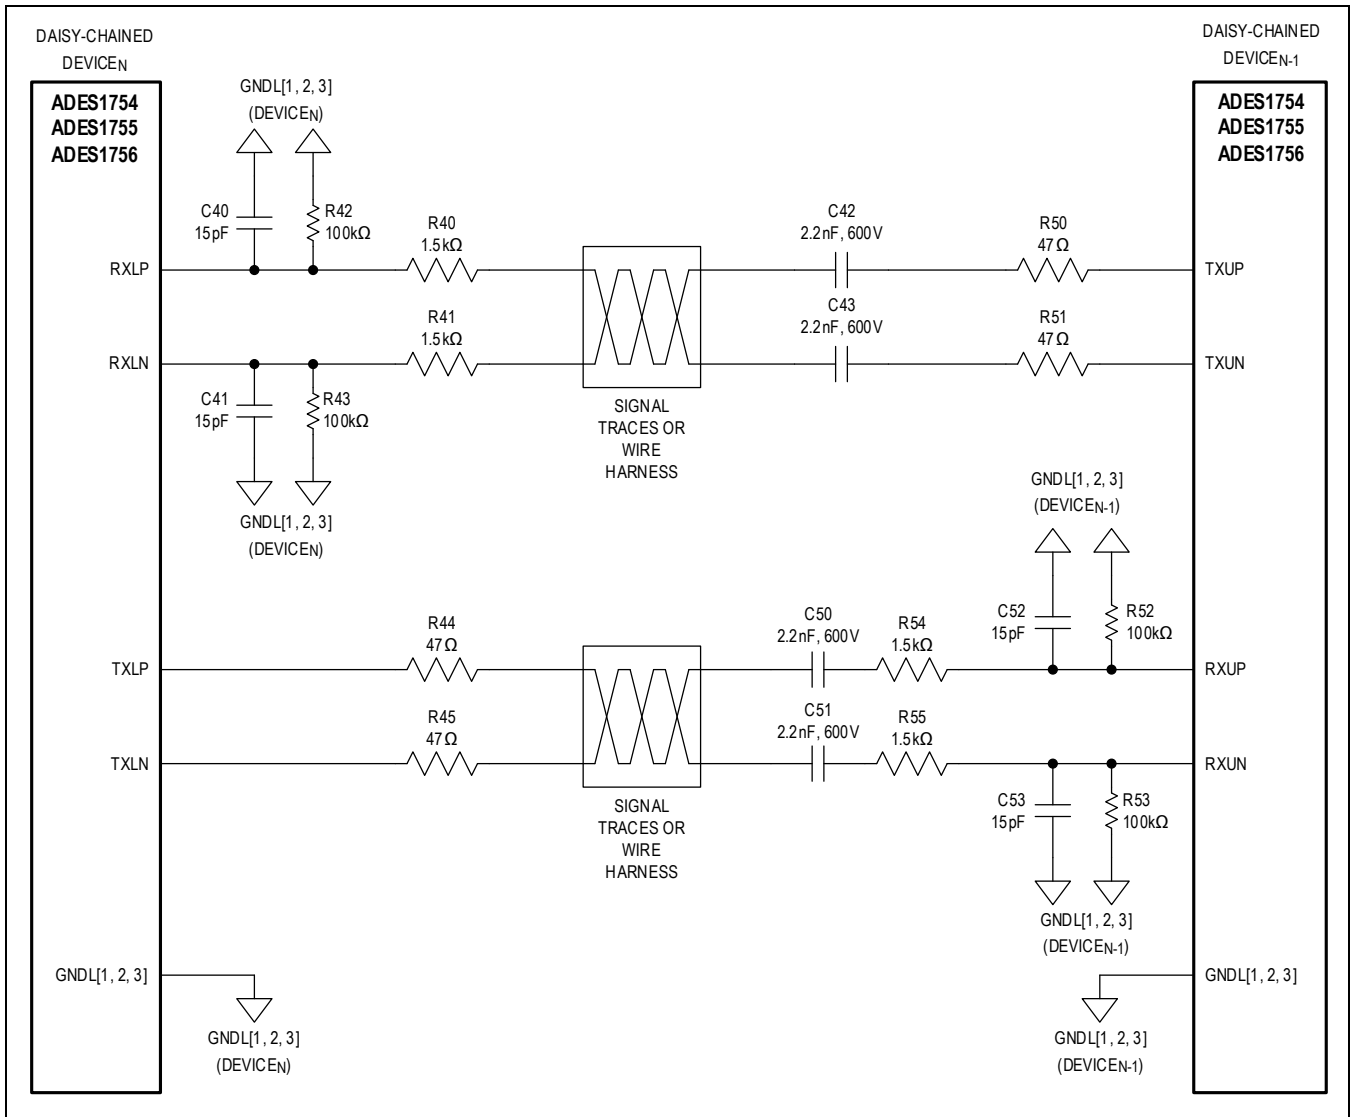 DAISY-CHAINED
DEVICEN
DAISY-CHAINED
DEVICEN-1
ADES1754
ADES1755
ADES1756
GNDL[1, 2, 3]
(DEVICEN)
ADES1754
ADES1755
ADES1756
C40
15pF
R42
100kΩ
R40
1.5kΩ
C42
2.2nF, 600V
R50
47Ω
RXLP
TXUP
R41
1.5kΩ
C43
2.2nF, 600V
R51
47Ω
RXLN
TXUN
C41
15pF
R43
100kΩ
SIGNAL
TRACES OR
WIRE
HARNESS
GNDL[1, 2, 3]
(DEVICEN)
GNDL[1, 2, 3]
(DEVICEN-1)
R44
47Ω
C50
2.2nF, 600V
R54
1.5kΩ
C52
15pF
R52
100kΩ
TXLP
RXUP
R45
47Ω
C51
2.2nF, 600V
R55
1.5kΩ
TXLN
RXUN
SIGNAL
TRACES OR
WIRE
HARNESS
C53
15pF
R53
100kΩ
GNDL[1, 2, 3]
(DEVICEN-1)
GNDL[1, 2, 3]
GNDL[1, 2, 3]
(DEVICEN)
GNDL[1, 2, 3]
GNDL[1, 2, 3]
(DEVICEN-1)